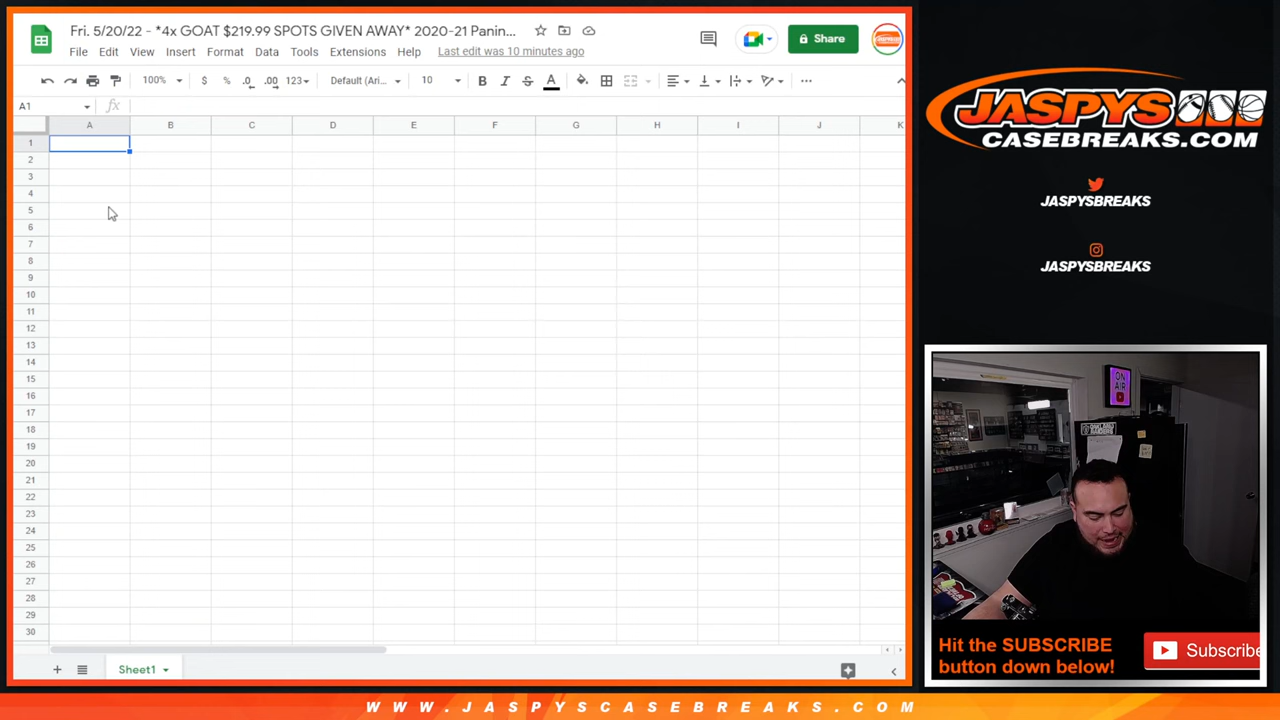 Fri. 5/20/22 - *4x GOAT $219.99 SPOTS GIVEN AWAY* 2020-21 Panin...
File Edit View Insert Format Data Tools Extensions Help Last edit was 10 minutes ago
Share
100% $ % .0 .00 123 Default (Ari... 10 B I S A
A1 fx
A B C D E F G H I J K
1
2
3
4
5
6
7
8
9
10
11
12
13
14
15
16
17
18
19
20
21
22
23
24
25
26
27
28
29
30
Sheet1
JASPYS
CASEBREAKS.COM
JASPYSBREAKS
JASPYSBREAKS
ON
AIR
Hit the SUBSCRIBE
button down below!
Subscribe
WWW.JASPYSCASEBREAKS.COM